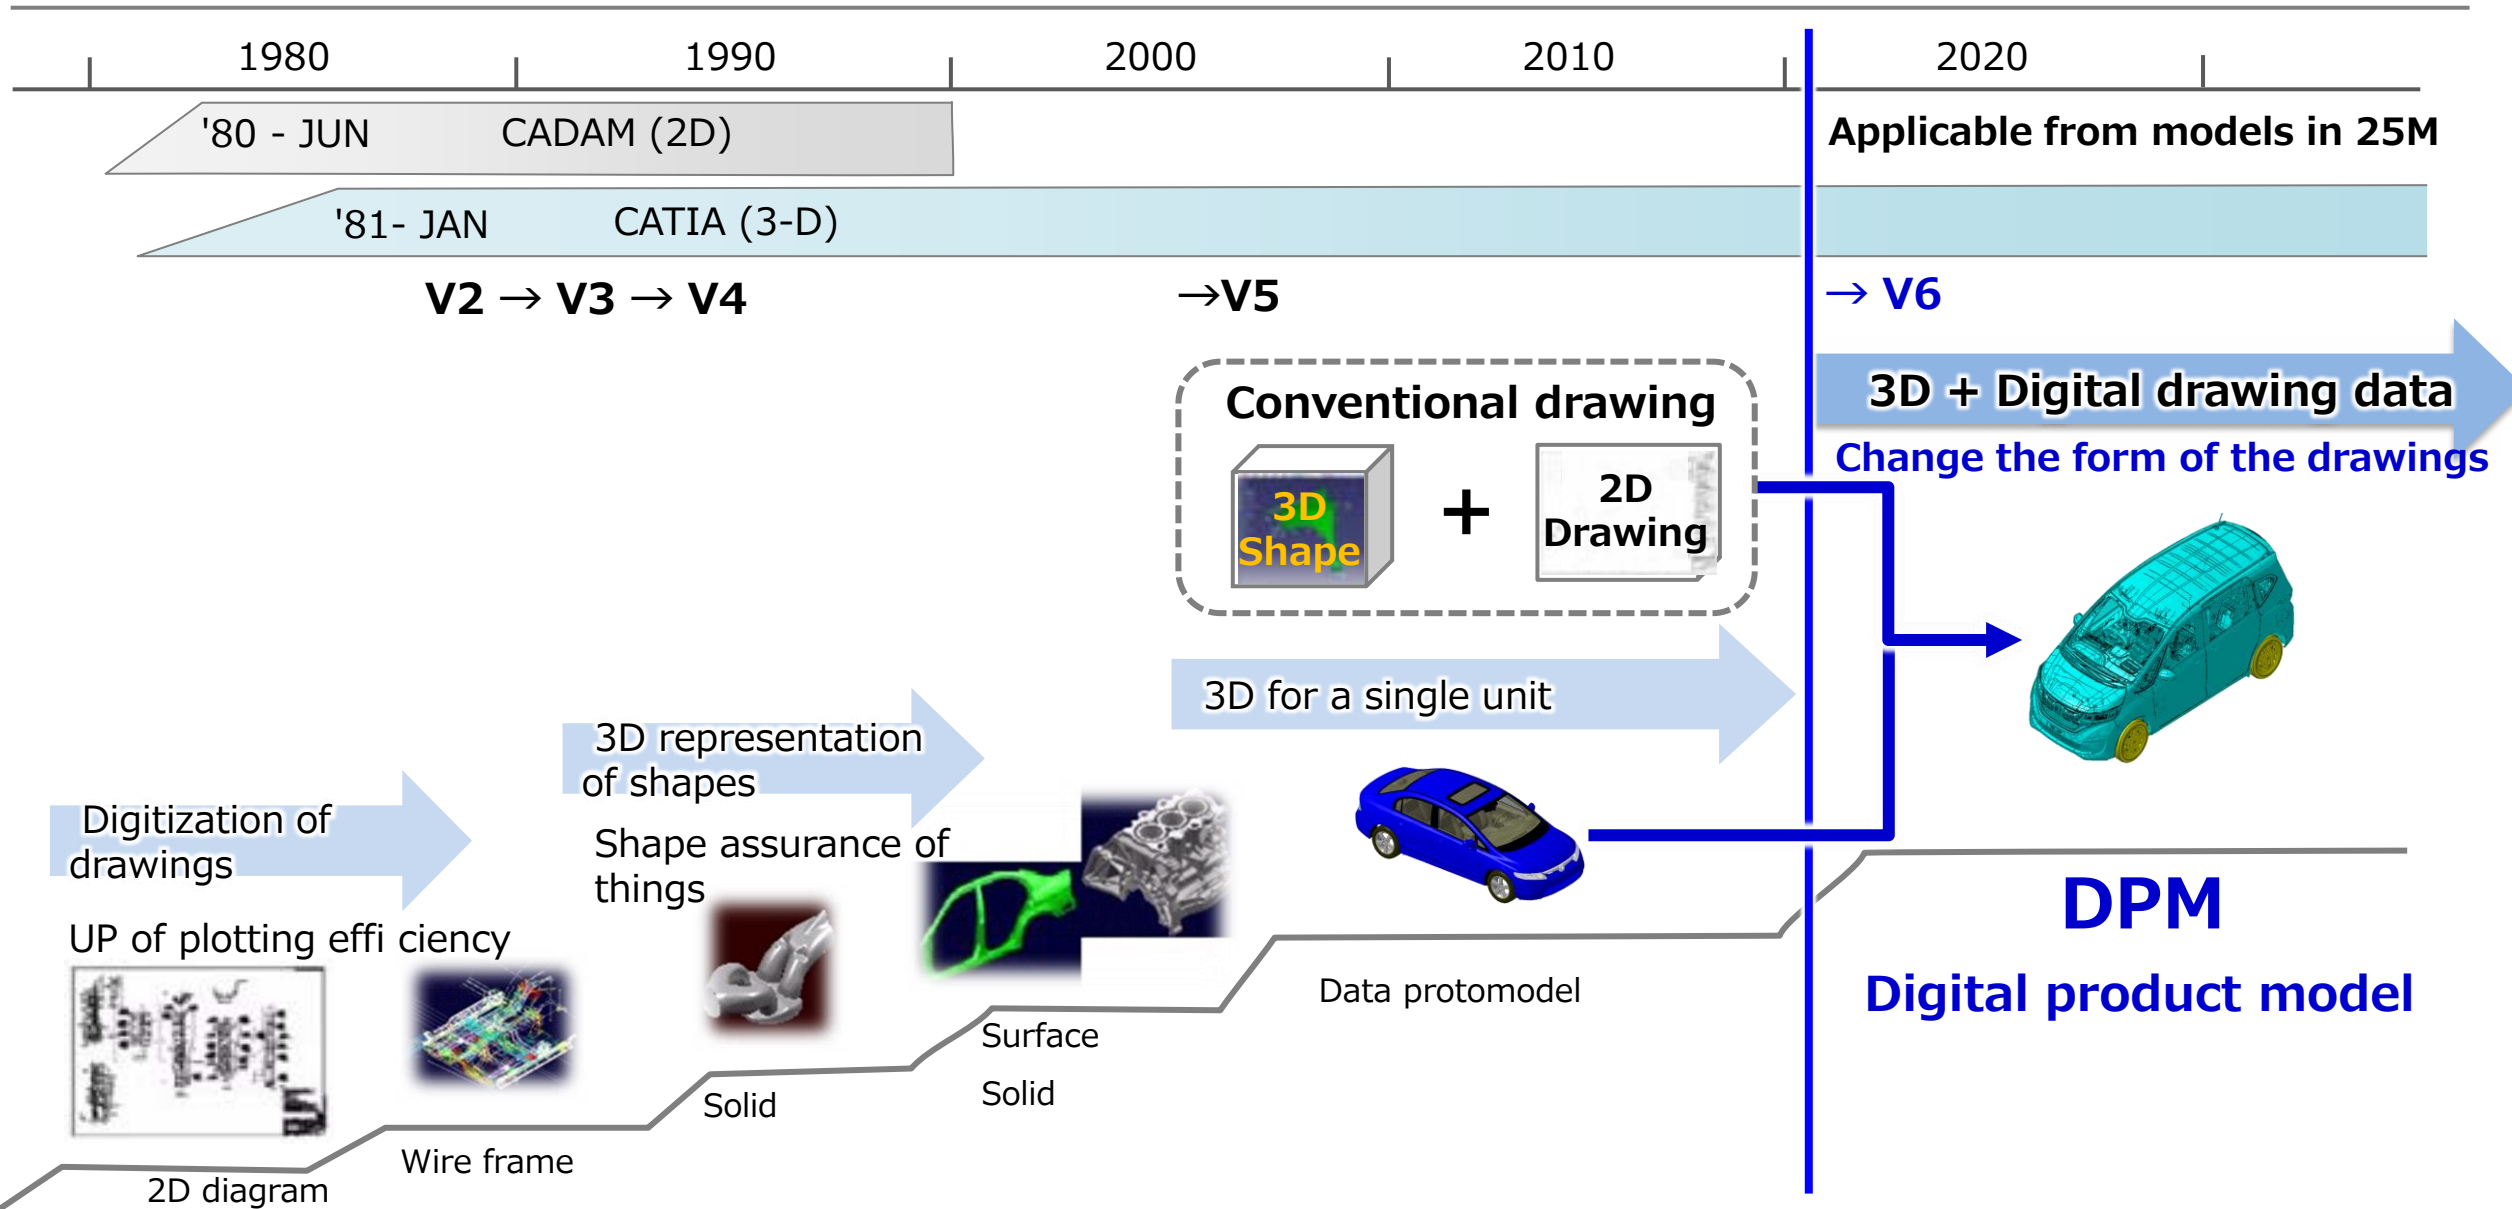 1980 1990 2000 2010 2020
'80 - JUN CADAM (2D)
Applicable from models in 25M
'81- JAN CATIA (3-D)
V2 → V3 → V4 →V5 → V6
Conventional drawing
3D
Shape
+
2D
Drawing
3D + Digital drawing data
Change the form of the drawings
3D for a single unit
3D representation
of shapes
Shape assurance of
things
Digitization of
drawings
UP of plotting effi ciency
2D diagram
Wire frame
Solid
Surface
Solid
Data protomodel
DPM
Digital product model